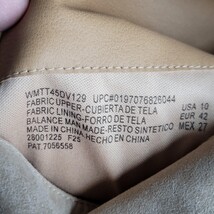 WMTT45DV129 UPC#0197076826044
FABRIC UPPER-CUBIERTA DE TELA USA 10
FABRIC LINING-FORRO DE TELA EUR 42
BALANCE MAN MADE-RESTO SINTETICO MEX 27
MADE IN CHINA HECHO EN CHINA
28001225 F25
PAT 7056558